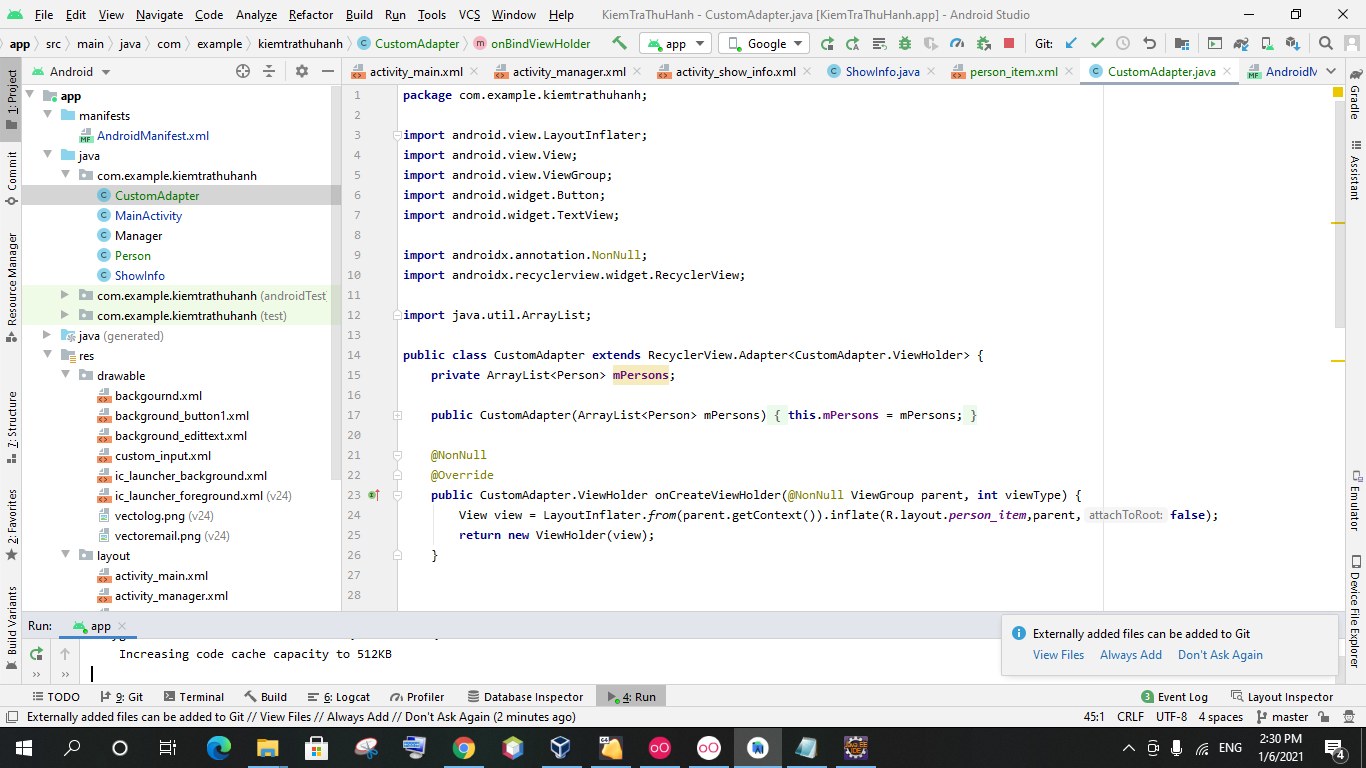 File Edit View Navigate Code Analyze Refactor Build Run Tools VCS Window Help KiemTraThuHanh - CustomAdapter.java [KiemTraThuHanh.app] - Android Studio
app src main java com example kiemtrathuhanh CustomAdapter onBindViewHolder app Google Git:
Android activity_main.xml activity_manager.xml activity_show_info.xml ShowInfo.java person_item.xml CustomAdapter.java AndroidM
1: Project
Commit
Resource Manager
7: Structure
2: Favorites
Build Variants
app
manifests
AndroidManifest.xml
java
com.example.kiemtrathuhanh
CustomAdapter
MainActivity
Manager
Person
ShowInfo
com.example.kiemtrathuhanh (androidTest
com.example.kiemtrathuhanh (test)
java (generated)
res
drawable
backgournd.xml
background_button1.xml
background_edittext.xml
custom_input.xml
ic_launcher_background.xml
ic_launcher_foreground.xml (v24)
vectolog.png (v24)
vectoremail.png (v24)
layout
activity_main.xml
activity_manager.xml
1 package com.example.kiemtrathuhanh;
2
3 import android.view.LayoutInflater;
4 import android.view.View;
5 import android.view.ViewGroup;
6 import android.widget.Button;
7 import android.widget.TextView;
8
9 import androidx.annotation.NonNull;
10 import androidx.recyclerview.widget.RecyclerView;
11
12 import java.util.ArrayList;
13
14 public class CustomAdapter extends RecyclerView.Adapter<CustomAdapter.ViewHolder> {
15 private ArrayList<Person> mPersons;
16
17 public CustomAdapter(ArrayList<Person> mPersons) { this.mPersons = mPersons; }
20
21 @NonNull
22 @Override
23 public CustomAdapter.ViewHolder onCreateViewHolder(@NonNull ViewGroup parent, int viewType) {
24 View view = LayoutInflater.from(parent.getContext()).inflate(R.layout.person_item,parent, attachToRoot: false);
25 return new ViewHolder(view);
26 }
27
28
Gradle
Assistant
Emulator
Device File Explorer
Run: app
Increasing code cache capacity to 512KB
Externally added files can be added to Git
View Files Always Add Don't Ask Again
TODO 9: Git Terminal Build 6: Logcat Profiler Database Inspector 4: Run 3 Event Log Layout Inspector
Externally added files can be added to Git // View Files // Always Add // Don't Ask Again (2 minutes ago) 45:1 CRLF UTF-8 4 spaces master
ENG
2:30 PM
1/6/2021
4